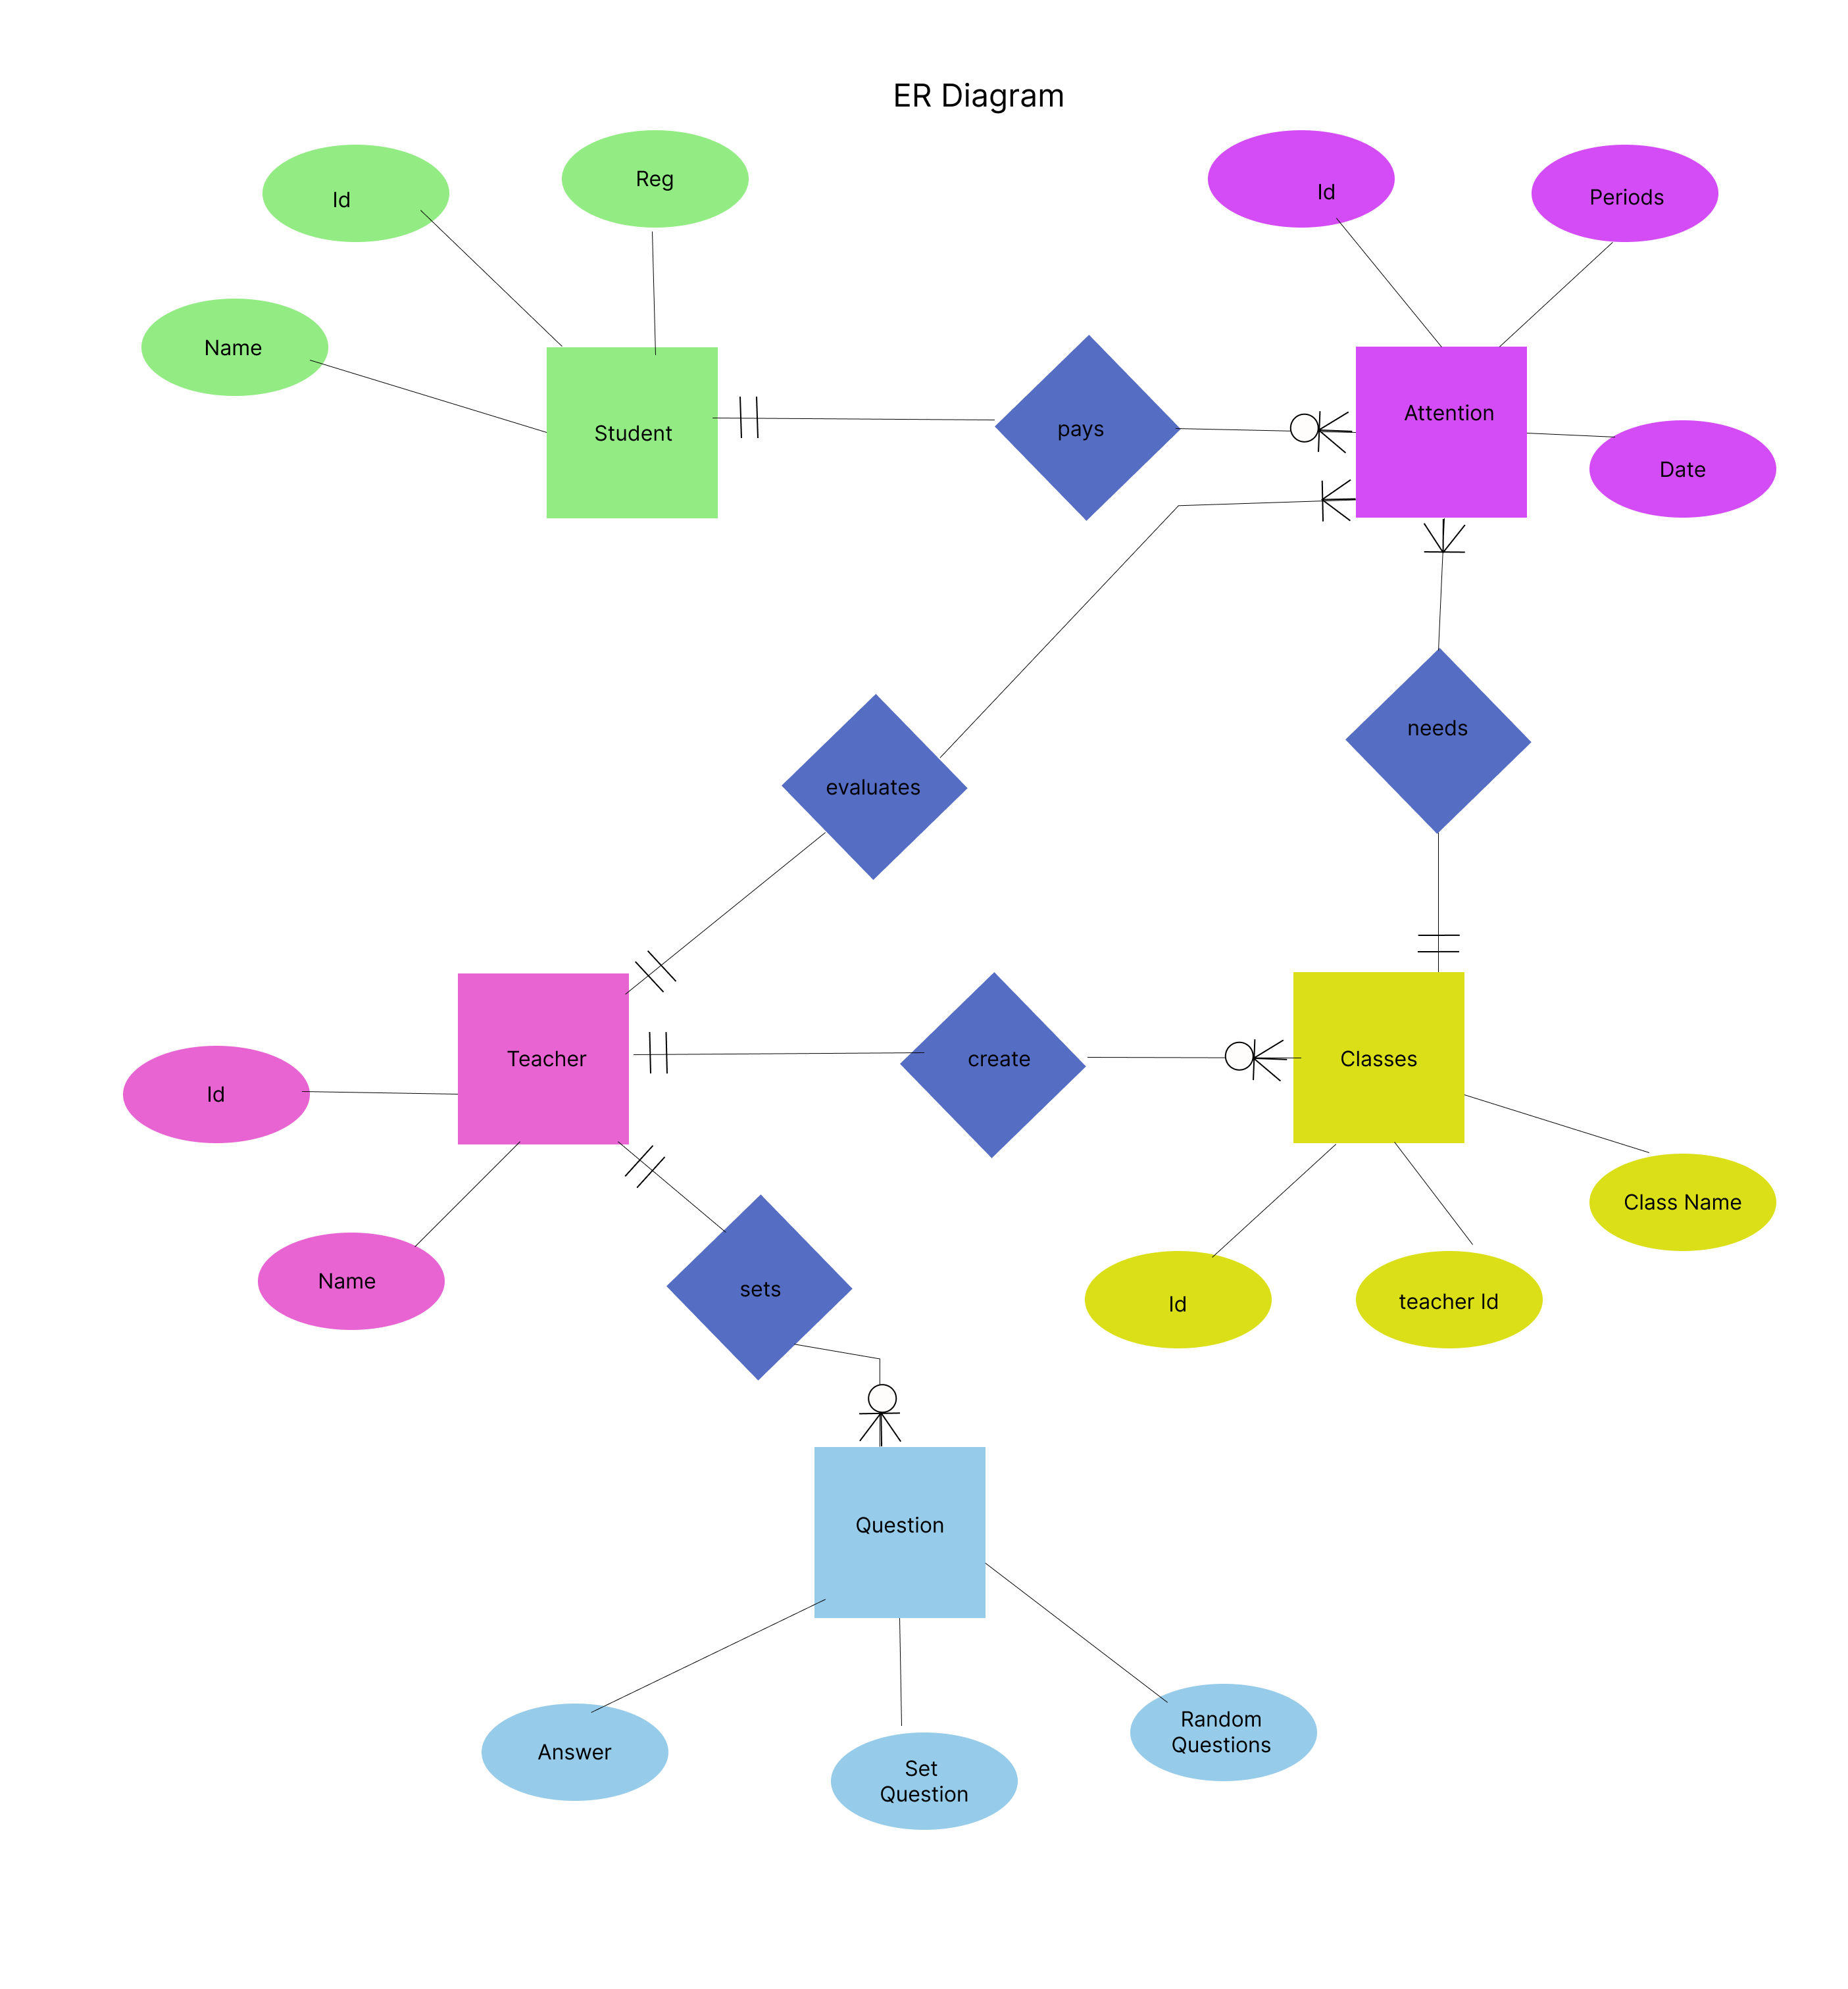 ER Diagram
Id
Reg
Id
Periods
Name
Student
pays
Attention
Date
needs
evaluates
Teacher
create
Classes
Id
Class Name
Name
sets
Id
teacher Id
Question
Answer
Set
Question
Random
Questions